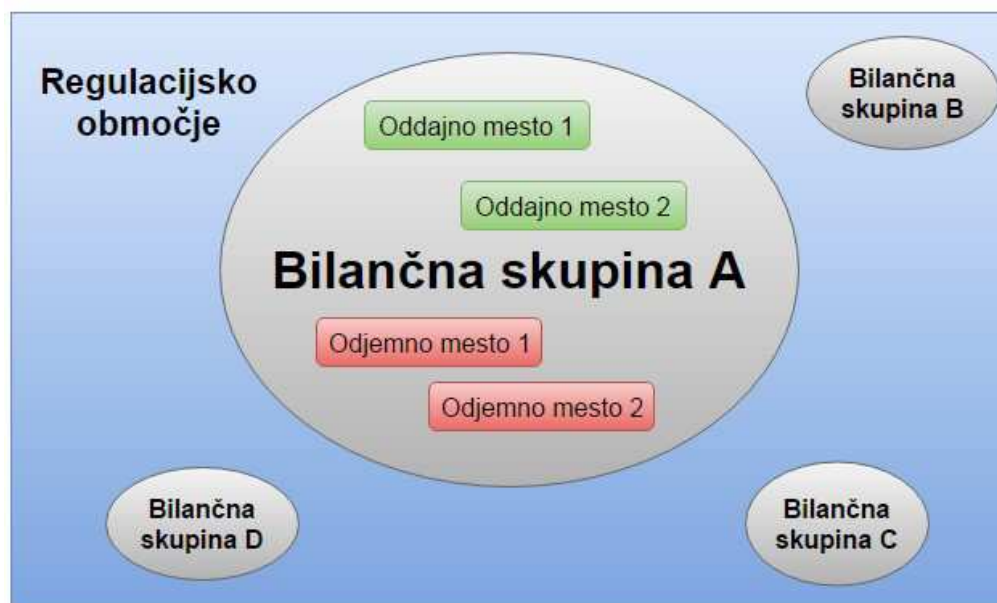 Regulacijsko
območje
Bilančna
skupina B
Oddajno mesto 1
Oddajno mesto 2
Bilančna skupina A
Odjemno mesto 1
Odjemno mesto 2
Bilančna
skupina D
Bilančna
skupina C